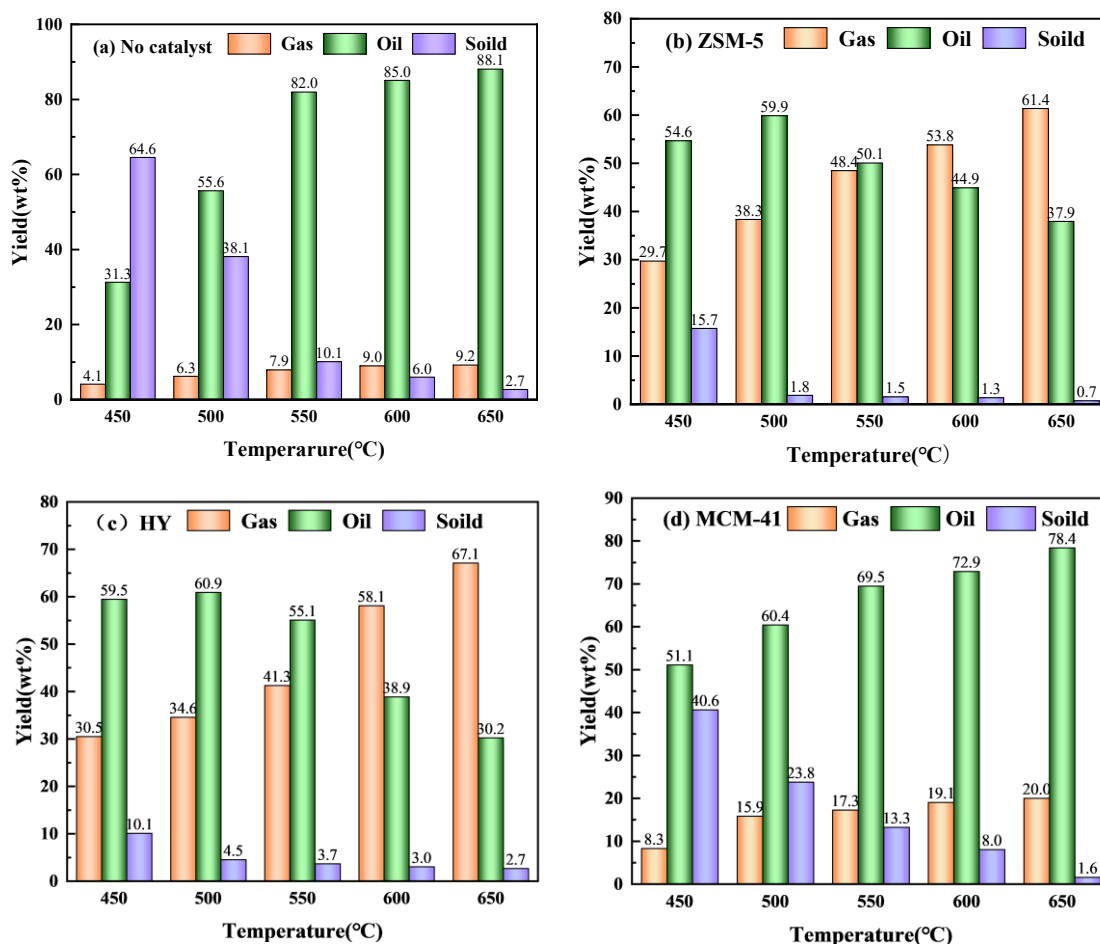 (a) No catalyst Gas Oil Soild
Yield(wt%)
100
80
60
40
20
0
4.1 31.3 64.6
6.3 55.6 38.1
7.9 82.0 10.1
9.0 85.0 6.0
9.2 88.1 2.7
450 500 550 600 650
Temperarure(°C)
(b) ZSM-5 Gas Oil Soild
Yield(wt%)
80
70
60
50
40
30
20
10
0
29.7 54.6 15.7
38.3 59.9 1.8
48.4 50.1 1.5
53.8 44.9 1.3
61.4 37.9 0.7
450 500 550 600 650
Temperature(°C）
（c）HY Gas Oil Soild
Yield(wt%)
80
70
60
50
40
30
20
10
0
30.5 59.5 10.1
34.6 60.9 4.5
41.3 55.1 3.7
58.1 38.9 3.0
67.1 30.2 2.7
450 500 550 600 650
Temperature(°C)
(d) MCM-41 Gas Oil Soild
Yield(wt%)
90
80
70
60
50
40
30
20
10
0
8.3 51.1 40.6
15.9 60.4 23.8
17.3 69.5 13.3
19.1 72.9 8.0
20.0 78.4 1.6
450 500 550 600 650
Temperature(°C)